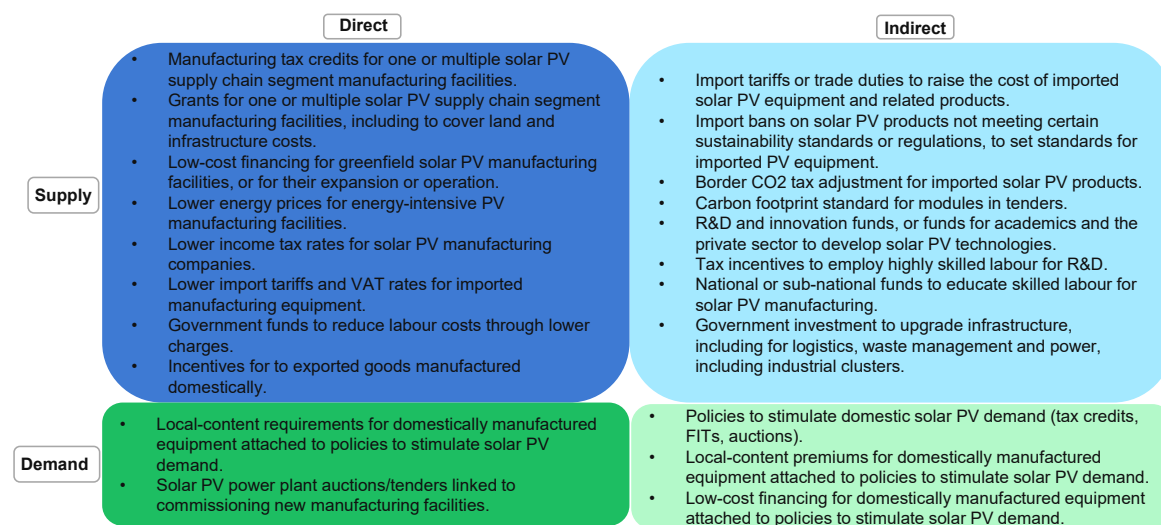 Direct
Indirect
Supply
• Manufacturing tax credits for one or multiple solar PV
supply chain segment manufacturing facilities.
• Grants for one or multiple solar PV supply chain segment
manufacturing facilities, including to cover land and
infrastructure costs.
• Low-cost financing for greenfield solar PV manufacturing
facilities, or for their expansion or operation.
• Lower energy prices for energy-intensive PV
manufacturing facilities.
• Lower income tax rates for solar PV manufacturing
companies.
• Lower import tariffs and VAT rates for imported
manufacturing equipment.
• Government funds to reduce labour costs through lower
charges.
• Incentives for to exported goods manufactured
domestically.
• Import tariffs or trade duties to raise the cost of imported
solar PV equipment and related products.
• Import bans on solar PV products not meeting certain
sustainability standards or regulations, to set standards for
imported PV equipment.
• Border CO2 tax adjustment for imported solar PV products.
• Carbon footprint standard for modules in tenders.
• R&D and innovation funds, or funds for academics and the
private sector to develop solar PV technologies.
• Tax incentives to employ highly skilled labour for R&D.
• National or sub-national funds to educate skilled labour for
solar PV manufacturing.
• Government investment to upgrade infrastructure,
including for logistics, waste management and power,
including industrial clusters.
Demand
• Local-content requirements for domestically manufactured
equipment attached to policies to stimulate solar PV
demand.
• Solar PV power plant auctions/tenders linked to
commissioning new manufacturing facilities.
• Policies to stimulate domestic solar PV demand (tax credits,
FITs, auctions).
• Local-content premiums for domestically manufactured
equipment attached to policies to stimulate solar PV demand.
• Low-cost financing for domestically manufactured equipment
attached to policies to stimulate solar PV demand.